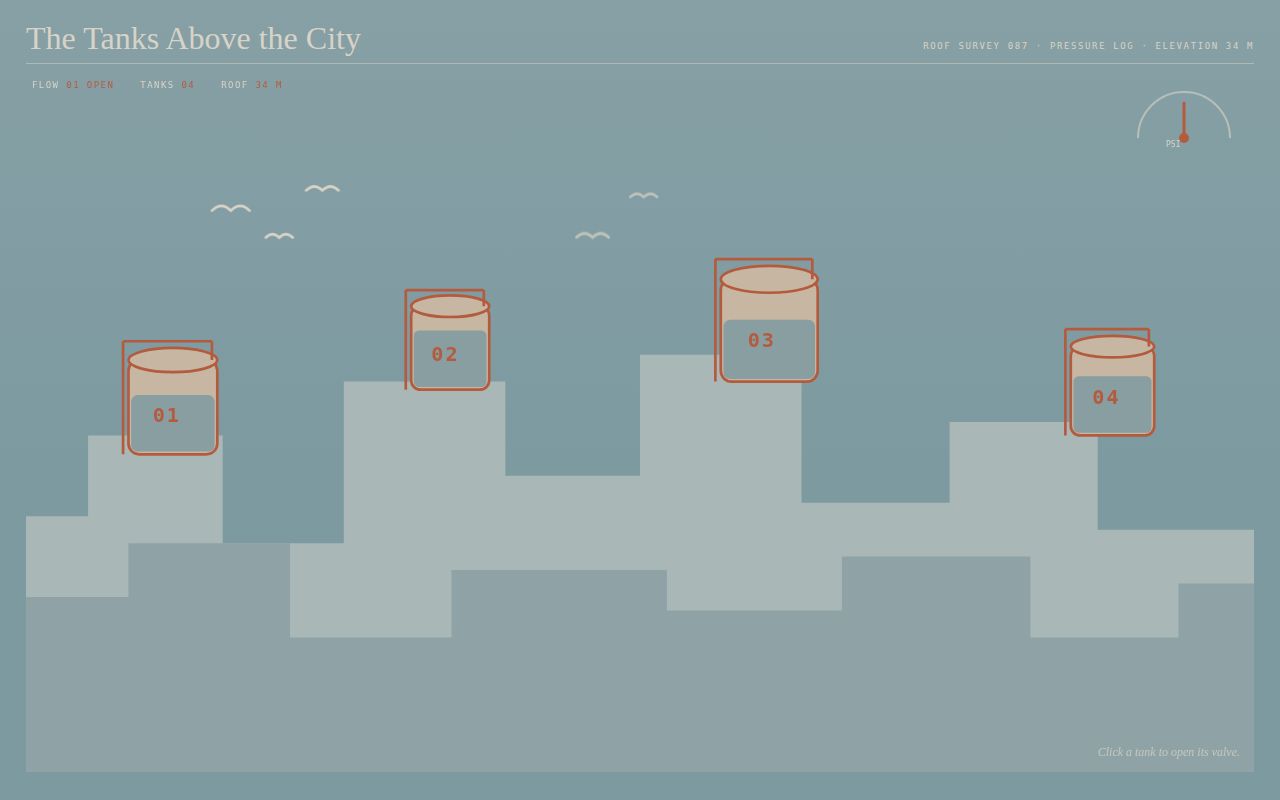 The Tanks Above the City
ROOF SURVEY 087 · PRESSURE LOG · ELEVATION 34 M
FLOW 01 OPEN TANKS 04 ROOF 34 M
PSI
01
02
03
04
Click a tank to open its valve.